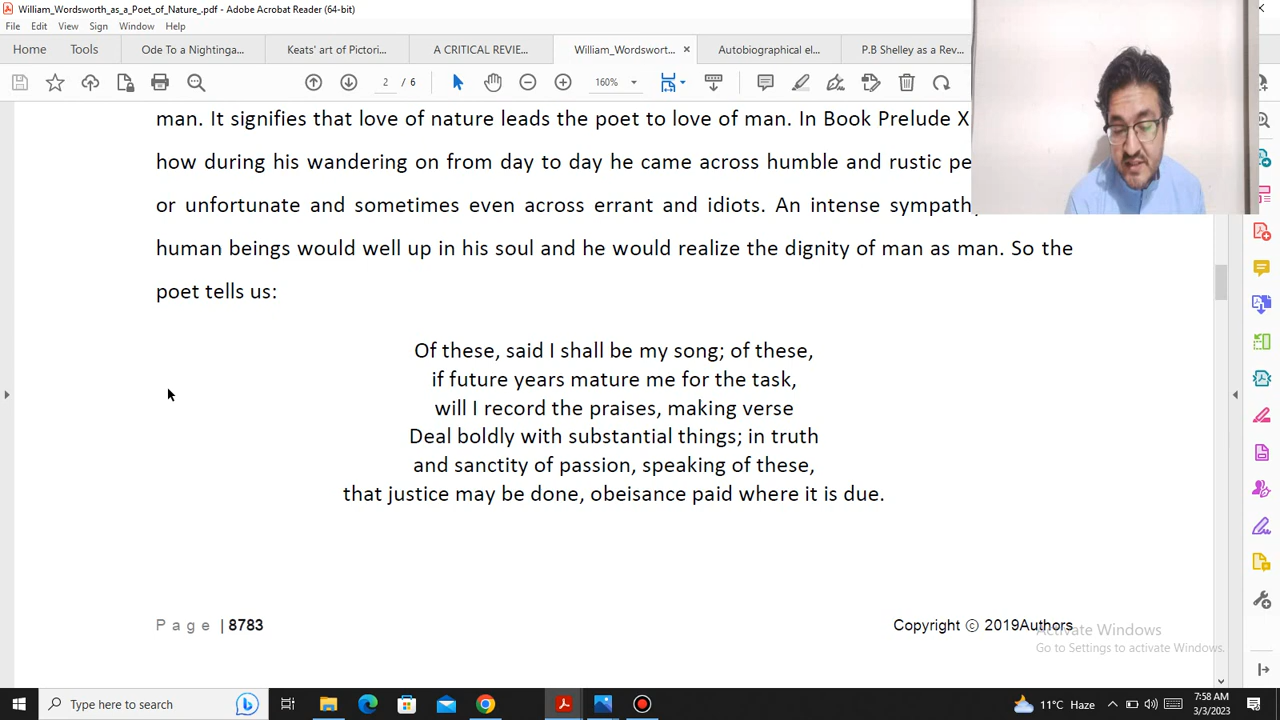 William_Wordsworth_as_a_Poet_of_Nature_.pdf - Adobe Acrobat Reader (64-bit)
File Edit View Sign Window Help
Home Tools Ode To a Nightinga... Keats' art of Pictori... A CRITICAL REVIE... William_Wordswort... × Autobiographical el... P.B Shelley as a Rev...
2 / 6 160%
man. It signifies that love of nature leads the poet to love of man. In Book Prelude X
how during his wandering on from day to day he came across humble and rustic pe
or unfortunate and sometimes even across errant and idiots. An intense sympath
human beings would well up in his soul and he would realize the dignity of man as man. So the
poet tells us:
Of these, said I shall be my song; of these,
if future years mature me for the task,
will I record the praises, making verse
Deal boldly with substantial things; in truth
and sanctity of passion, speaking of these,
that justice may be done, obeisance paid where it is due.
Page | 8783 Copyright © 2019Authors
Activate Windows
Go to Settings to activate Windows.
Type here to search 11°C Haze 7:58 AM
3/3/2023